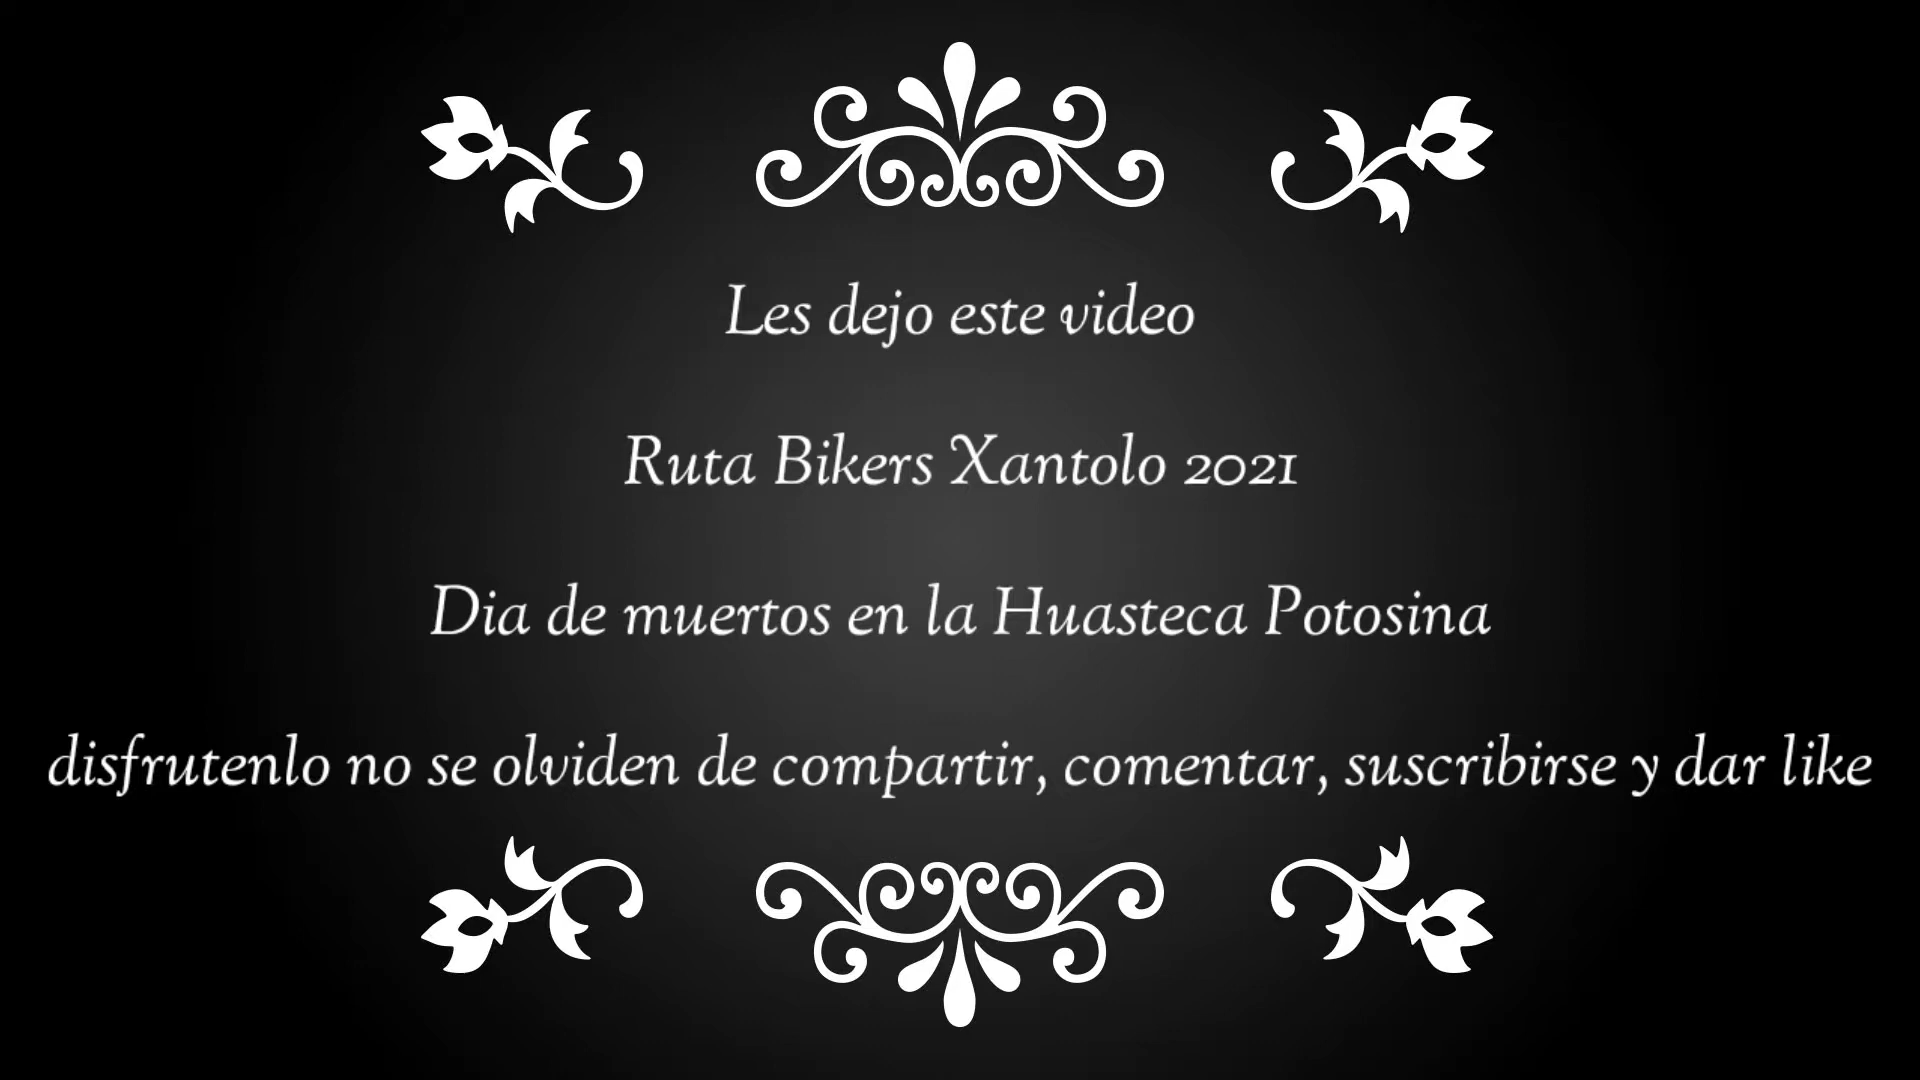 Les dejo este video
Ruta Bikers Xantolo 2021
Dia de muertos en la Huasteca Potosina
disfrutenlo no se olviden de compartir, comentar, suscribirse y dar like